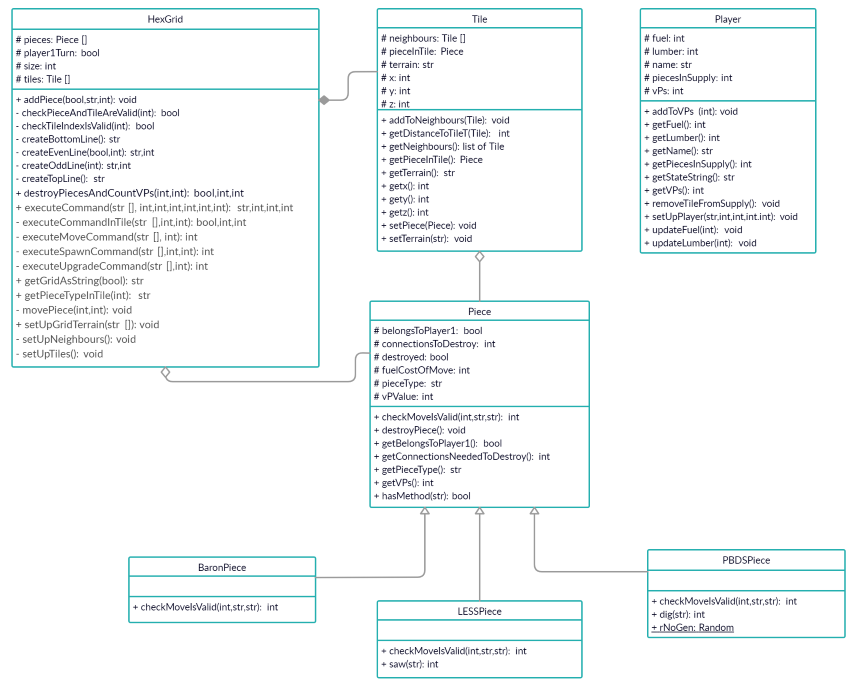 HexGrid
# pieces: Piece []
# player1Turn: bool
# size: int
# tiles: Tile []
+ addPiece(bool,str,int): void
- checkPieceAndTileAreValid(int): bool
- checkTileIndexIsValid(int): bool
- createBottomLine(): str
- createEvenLine(bool,int): str,int
- createOddLine(int): str,int
- createTopLine(): str
+ destroyPiecesAndCountVPs(int,int): bool,int,int
+ executeCommand(str [], int,int,int,int,int,int): str,int,int,int
- executeCommandInTile(str [],int,int): bool,int,int
- executeMoveCommand(str [], int): int
- executeSpawnCommand(str [],int,int): int
- executeUpgradeCommand(str [],int): int
+ getGridAsString(bool): str
+ getPieceTypeInTile(int): str
- movePiece(int,int): void
+ setUpGridTerrain(str []): void
- setUpNeighbours(): void
- setUpTiles(): void
Tile
# neighbours: Tile []
# pieceInTile: Piece
# terrain: str
# x: int
# y: int
# z: int
+ addToNeighbours(Tile): void
+ getDistanceToTileT(Tile): int
+ getNeighbours(): list of Tile
+ getPieceInTile(): Piece
+ getTerrain(): str
+ getx(): int
+ gety(): int
+ getz(): int
+ setPiece(Piece): void
+ setTerrain(str): void
Player
# fuel: int
# lumber: int
# name: str
# piecesInSupply: int
# vPs: int
+ addToVPs (int): void
+ getFuel(): int
+ getLumber(): int
+ getName(): str
+ getPiecesInSupply(): int
+ getStateString(): str
+ getVPs(): int
+ removeTileFromSupply(): void
+ setUpPlayer(str,int,int,int,int): void
+ updateFuel(int): void
+ updateLumber(int): void
Piece
# belongsToPlayer1: bool
# connectionsToDestroy: int
# destroyed: bool
# fuelCostOfMove: int
# pieceType: str
# vPValue: int
+ checkMoveIsValid(int,str,str): int
+ destroyPiece(): void
+ getBelongsToPlayer1(): bool
+ getConnectionsNeededToDestroy(): int
+ getPieceType(): str
+ getVPs(): int
+ hasMethod(str): bool
BaronPiece
+ checkMoveIsValid(int,str,str): int
LESSPiece
+ checkMoveIsValid(int,str,str): int
+ saw(str): int
PBDSPiece
+ checkMoveIsValid(int,str,str): int
+ dig(str): int
+ rNoGen: Random